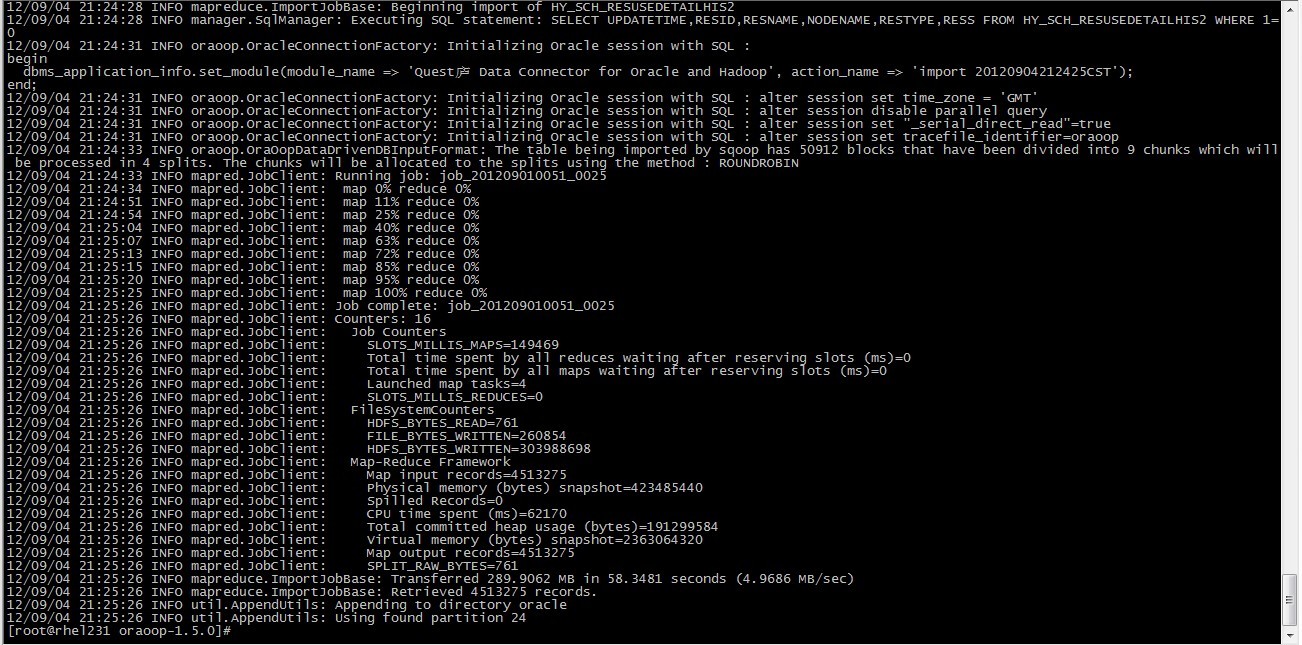 12/09/04 21:24:28 INFO mapreduce.ImportJobBase: Beginning import of HY_SCH_RESUSEDETAILHIS2
12/09/04 21:24:28 INFO manager.SqlManager: Executing SQL statement: SELECT UPDATETIME,RESID,RESNAME,NODENAME,RESTYPE,RESS FROM HY_SCH_RESUSEDETAILHIS2 WHERE 1=
0
12/09/04 21:24:31 INFO oraoop.OracleConnectionFactory: Initializing Oracle session with SQL :
begin
  dbms_application_info.set_module(module_name => 'Quest Data Connector for Oracle and Hadoop', action_name => 'import 20120904212425CST');
end;
12/09/04 21:24:31 INFO oraoop.OracleConnectionFactory: Initializing Oracle session with SQL : alter session set time_zone = 'GMT'
12/09/04 21:24:31 INFO oraoop.OracleConnectionFactory: Initializing Oracle session with SQL : alter session disable parallel query
12/09/04 21:24:31 INFO oraoop.OracleConnectionFactory: Initializing Oracle session with SQL : alter session set "_serial_direct_read"=true
12/09/04 21:24:31 INFO oraoop.OracleConnectionFactory: Initializing Oracle session with SQL : alter session set tracefile_identifier=oraoop
12/09/04 21:24:33 INFO oraoop.OraOopDataDrivenDBInputFormat: The table being imported by sqoop has 50912 blocks that have been divided into 9 chunks which will
 be processed in 4 splits. The chunks will be allocated to the splits using the method : ROUNDROBIN
12/09/04 21:24:33 INFO mapred.JobClient: Running job: job_201209010051_0025
12/09/04 21:24:34 INFO mapred.JobClient:  map 0% reduce 0%
12/09/04 21:24:51 INFO mapred.JobClient:  map 11% reduce 0%
12/09/04 21:24:54 INFO mapred.JobClient:  map 25% reduce 0%
12/09/04 21:25:04 INFO mapred.JobClient:  map 40% reduce 0%
12/09/04 21:25:07 INFO mapred.JobClient:  map 63% reduce 0%
12/09/04 21:25:13 INFO mapred.JobClient:  map 72% reduce 0%
12/09/04 21:25:15 INFO mapred.JobClient:  map 85% reduce 0%
12/09/04 21:25:20 INFO mapred.JobClient:  map 95% reduce 0%
12/09/04 21:25:25 INFO mapred.JobClient:  map 100% reduce 0%
12/09/04 21:25:26 INFO mapred.JobClient: Job complete: job_201209010051_0025
12/09/04 21:25:26 INFO mapred.JobClient: Counters: 16
12/09/04 21:25:26 INFO mapred.JobClient:   Job Counters
12/09/04 21:25:26 INFO mapred.JobClient:     SLOTS_MILLIS_MAPS=149469
12/09/04 21:25:26 INFO mapred.JobClient:     Total time spent by all reduces waiting after reserving slots (ms)=0
12/09/04 21:25:26 INFO mapred.JobClient:     Total time spent by all maps waiting after reserving slots (ms)=0
12/09/04 21:25:26 INFO mapred.JobClient:     Launched map tasks=4
12/09/04 21:25:26 INFO mapred.JobClient:     SLOTS_MILLIS_REDUCES=0
12/09/04 21:25:26 INFO mapred.JobClient:   FileSystemCounters
12/09/04 21:25:26 INFO mapred.JobClient:     HDFS_BYTES_READ=761
12/09/04 21:25:26 INFO mapred.JobClient:     FILE_BYTES_WRITTEN=260854
12/09/04 21:25:26 INFO mapred.JobClient:     HDFS_BYTES_WRITTEN=303988698
12/09/04 21:25:26 INFO mapred.JobClient:   Map-Reduce Framework
12/09/04 21:25:26 INFO mapred.JobClient:     Map input records=4513275
12/09/04 21:25:26 INFO mapred.JobClient:     Physical memory (bytes) snapshot=423485440
12/09/04 21:25:26 INFO mapred.JobClient:     Spilled Records=0
12/09/04 21:25:26 INFO mapred.JobClient:     CPU time spent (ms)=62170
12/09/04 21:25:26 INFO mapred.JobClient:     Total committed heap usage (bytes)=191299584
12/09/04 21:25:26 INFO mapred.JobClient:     Virtual memory (bytes) snapshot=2363064320
12/09/04 21:25:26 INFO mapred.JobClient:     Map output records=4513275
12/09/04 21:25:26 INFO mapred.JobClient:     SPLIT_RAW_BYTES=761
12/09/04 21:25:26 INFO mapreduce.ImportJobBase: Transferred 289.9062 MB in 58.3481 seconds (4.9686 MB/sec)
12/09/04 21:25:26 INFO mapreduce.ImportJobBase: Retrieved 4513275 records.
12/09/04 21:25:26 INFO util.AppendUtils: Appending to directory oracle
12/09/04 21:25:26 INFO util.AppendUtils: Using found partition 24
[root@rhel231 oraoop-1.5.0]#